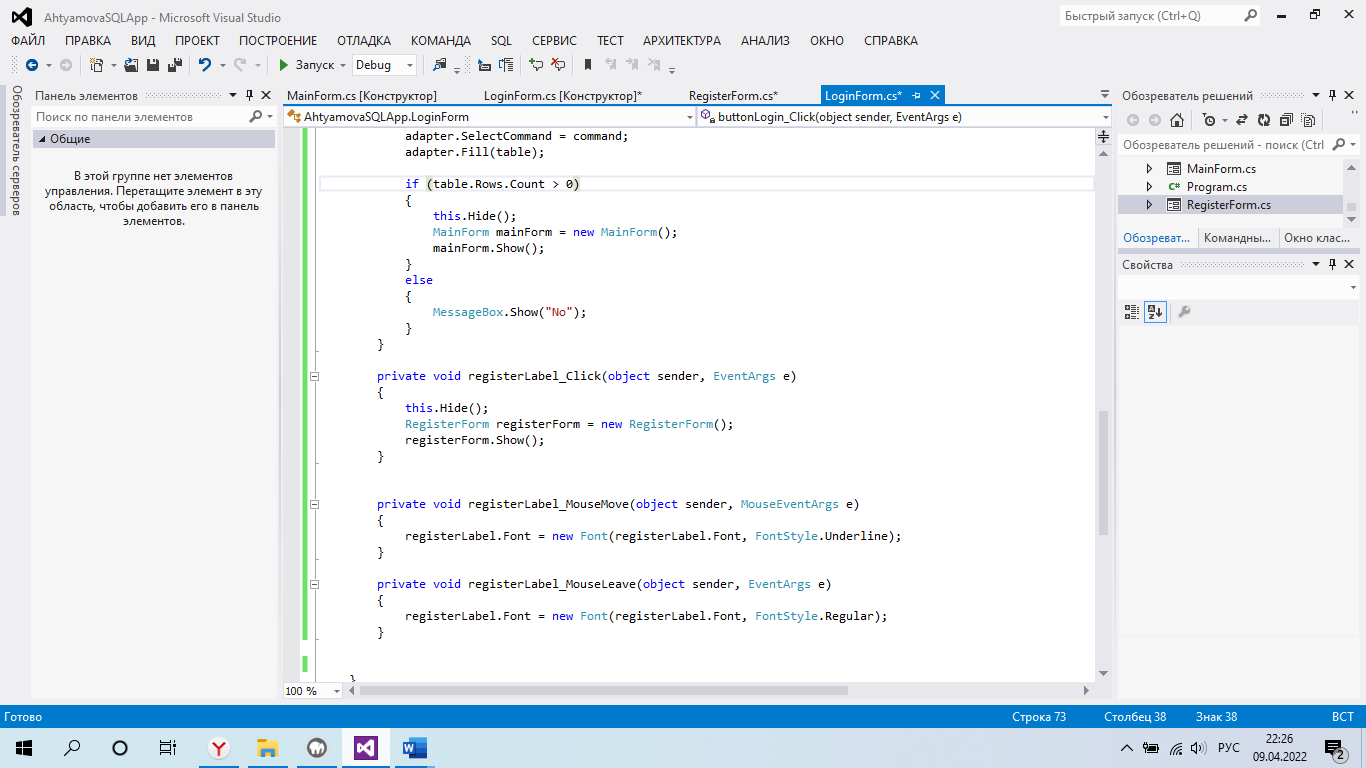 AhtyamovaSQLApp - Microsoft Visual Studio
Быстрый запуск (Ctrl+Q)
ФАЙЛ ПРАВКА ВИД ПРОЕКТ ПОСТРОЕНИЕ ОТЛАДКА КОМАНДА SQL СЕРВИС ТЕСТ АРХИТЕКТУРА АНАЛИЗ ОКНО СПРАВКА
Запуск Debug
Обозреватель серверов
Панель элементов
Поиск по панели элементов
Общие
В этой группе нет элементов
управления. Перетащите элемент в эту
область, чтобы добавить его в панель
элементов.
MainForm.cs [Конструктор] LoginForm.cs [Конструктор]* RegisterForm.cs* LoginForm.cs*
AhtyamovaSQLApp.LoginForm buttonLogin_Click(object sender, EventArgs e)
adapter.SelectCommand = command;
adapter.Fill(table);
if (table.Rows.Count > 0)
{
this.Hide();
MainForm mainForm = new MainForm();
mainForm.Show();
}
else
{
MessageBox.Show("No");
}
}
private void registerLabel_Click(object sender, EventArgs e)
{
this.Hide();
RegisterForm registerForm = new RegisterForm();
registerForm.Show();
}
private void registerLabel_MouseMove(object sender, MouseEventArgs e)
{
registerLabel.Font = new Font(registerLabel.Font, FontStyle.Underline);
}
private void registerLabel_MouseLeave(object sender, EventArgs e)
{
registerLabel.Font = new Font(registerLabel.Font, FontStyle.Regular);
}
}
100 %
Обозреватель решений
Обозреватель решений - поиск (Ctrl
MainForm.cs
C# Program.cs
RegisterForm.cs
Обозреват... Командны... Окно клас...
Свойства
Готово Строка 73 Столбец 38 Знак 38 ВСТ
РУС
22:26
09.04.2022
2